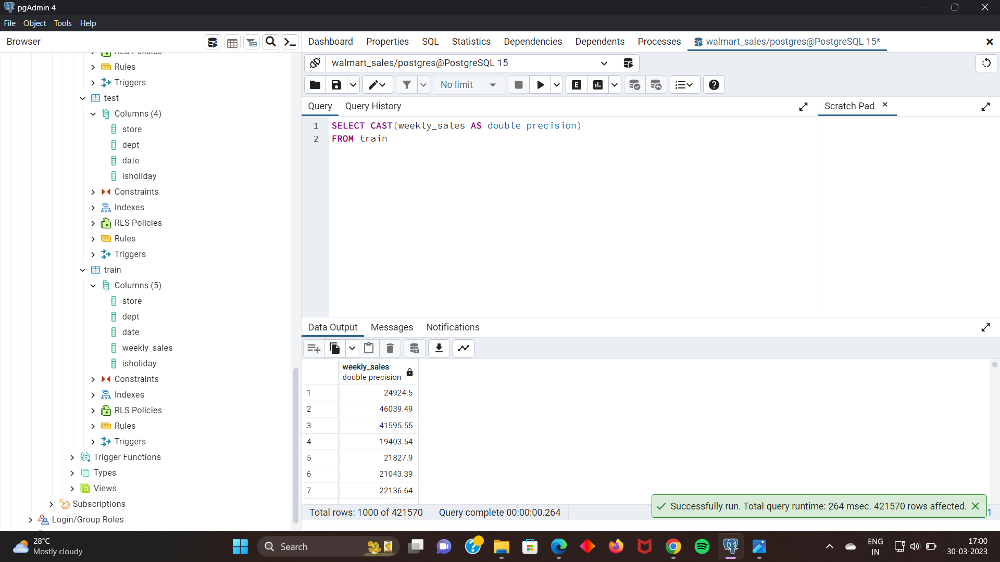 pgAdmin 4
File Object Tools Help
Browser
Dashboard Properties SQL Statistics Dependencies Dependents Processes walmart_sales/postgres@PostgreSQL 15*
walmart_sales/postgres@PostgreSQL 15
No limit
E
Query Query History
Scratch Pad
1 SELECT CAST(weekly_sales AS double precision)
2 FROM train
RLS Policies
Rules
Triggers
test
Columns (4)
store
dept
date
isholiday
Constraints
Indexes
RLS Policies
Rules
Triggers
train
Columns (5)
store
dept
date
weekly_sales
isholiday
Constraints
Indexes
RLS Policies
Rules
Triggers
Trigger Functions
Types
Views
Subscriptions
Login/Group Roles
Data Output Messages Notifications
weekly_sales
double precision
1 24924.5
2 46039.49
3 41595.55
4 19403.54
5 21827.9
6 21043.39
7 22136.64
Total rows: 1000 of 421570 Query complete 00:00:00.264
Successfully run. Total query runtime: 264 msec. 421570 rows affected.
1
28°C
Mostly cloudy
Search
ENG
IN
17:00
30-03-2023